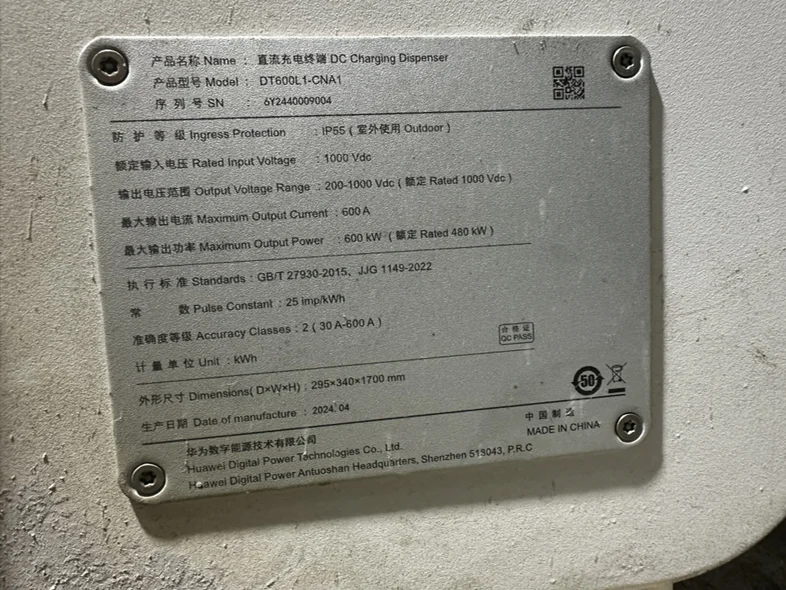 产品名称 Name : 直流充电终端 DC Charging Dispenser
产品型号 Model : DT600L1-CNA1
序列号 SN : 6Y2440009004
防护等级 Ingress Protection : IP55 ( 室外使用 Outdoor )
额定输入电压 Rated Input Voltage : 1000 Vdc
输出电压范围 Output Voltage Range : 200-1000 Vdc ( 额定 Rated 1000 Vdc )
最大输出电流 Maximum Output Current : 600 A
最大输出功率 Maximum Output Power : 600 kW ( 额定 Rated 480 kW )
执行标准 Standards : GB/T 27930-2015、JJG 1149-2022
常数 Pulse Constant : 25 imp/kWh
准确度等级 Accuracy Classes : 2 ( 30 A-600 A )
合格证
QC PASS
计量单位 Unit : kWh
外形尺寸 Dimensions( D×W×H) : 295×340×1700 mm
50
生产日期 Date of manufacture : 2024.04
中国制造
MADE IN CHINA
华为数字能源技术有限公司
Huawei Digital Power Technologies Co., Ltd.
Huawei Digital Power Antuoshan Headquarters, Shenzhen 518043, P.R.C